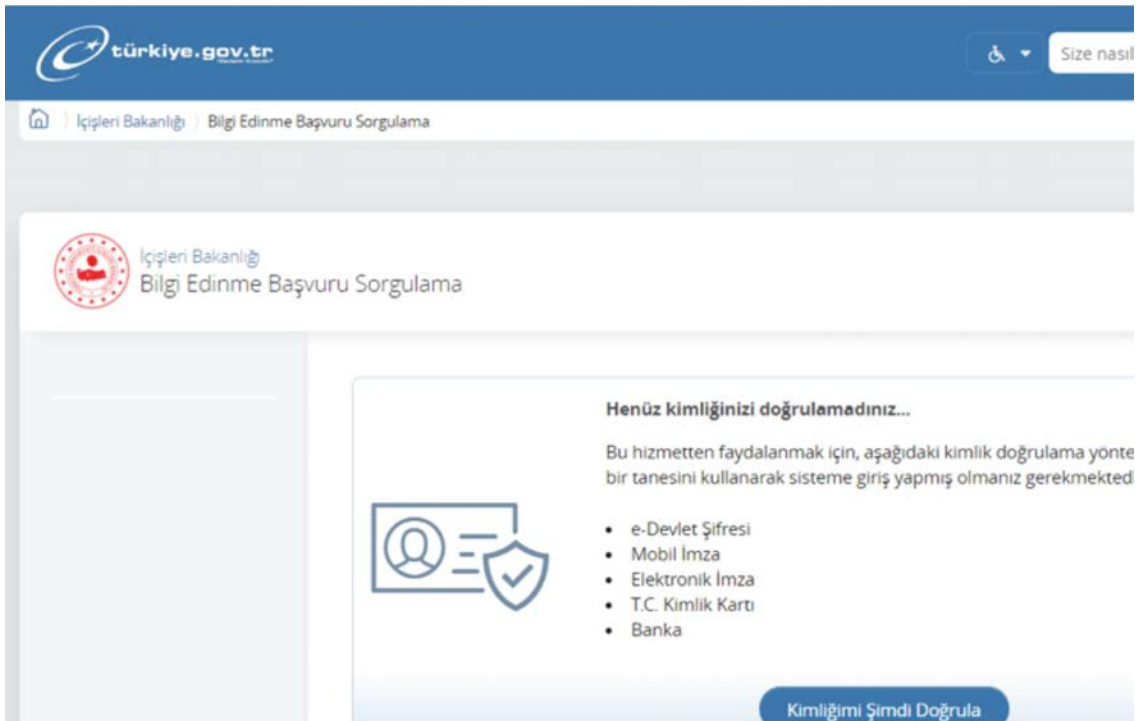 türkiye.gov.tr
Size nasıl
İçişleri Bakanlığı Bilgi Edinme Başvuru Sorgulama
İçişleri Bakanlığı
Bilgi Edinme Başvuru Sorgulama
Henüz kimliğinizi doğrulamadınız...
Bu hizmetten faydalanmak için, aşağıdaki kimlik doğrulama yönte
bir tanesini kullanarak sisteme giriş yapmış olmanız gerekmekted
• e-Devlet Şifresi
• Mobil İmza
• Elektronik İmza
• T.C. Kimlik Kartı
• Banka
Kimliğimi Şimdi Doğrula